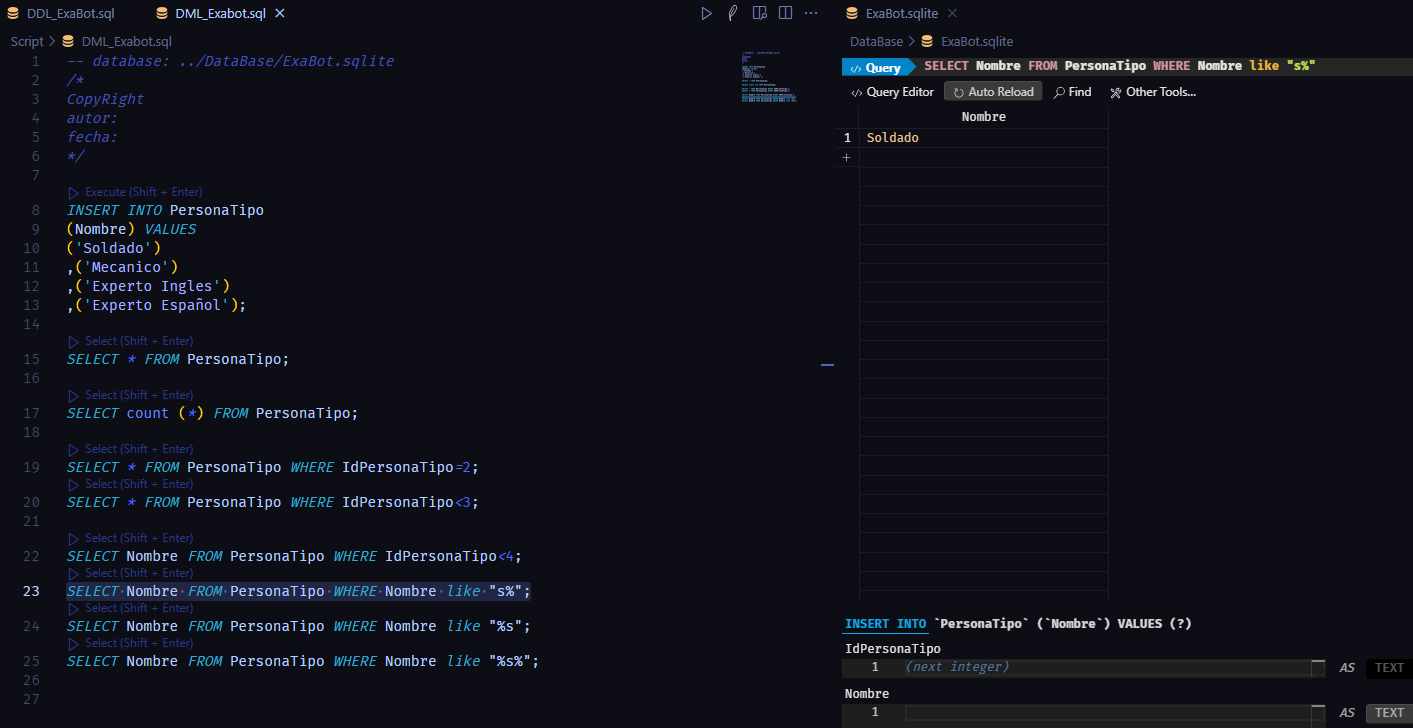 DDL_ExaBot.sql
DML_Exabot.sql
Script > DML_Exabot.sql
1 -- database: ../DataBase/ExaBot.sqlite
2 /*
3 CopyRight
4 autor:
5 fecha:
6 */
7
Execute (Shift + Enter)
8 INSERT INTO PersonaTipo
9 (Nombre) VALUES
10 ('Soldado')
11 ,('Mecanico')
12 ,('Experto Ingles')
13 ,('Experto Español');
14
Select (Shift + Enter)
15 SELECT * FROM PersonaTipo;
16
Select (Shift + Enter)
17 SELECT count (*) FROM PersonaTipo;
18
Select (Shift + Enter)
19 SELECT * FROM PersonaTipo WHERE IdPersonaTipo=2;
Select (Shift + Enter)
20 SELECT * FROM PersonaTipo WHERE IdPersonaTipo<3;
21
Select (Shift + Enter)
22 SELECT Nombre FROM PersonaTipo WHERE IdPersonaTipo<4;
Select (Shift + Enter)
23 SELECT Nombre FROM PersonaTipo WHERE Nombre like "s%";
Select (Shift + Enter)
24 SELECT Nombre FROM PersonaTipo WHERE Nombre like "%s";
Select (Shift + Enter)
25 SELECT Nombre FROM PersonaTipo WHERE Nombre like "%s%";
26
27
ExaBot.sqlite
DataBase > ExaBot.sqlite
Query SELECT Nombre FROM PersonaTipo WHERE Nombre like "s%"
Query Editor Auto Reload Find Other Tools...
Nombre
1 Soldado
+
INSERT INTO `PersonaTipo` (`Nombre`) VALUES (?)
IdPersonaTipo
1 (next integer) AS TEXT
Nombre
1 AS TEXT